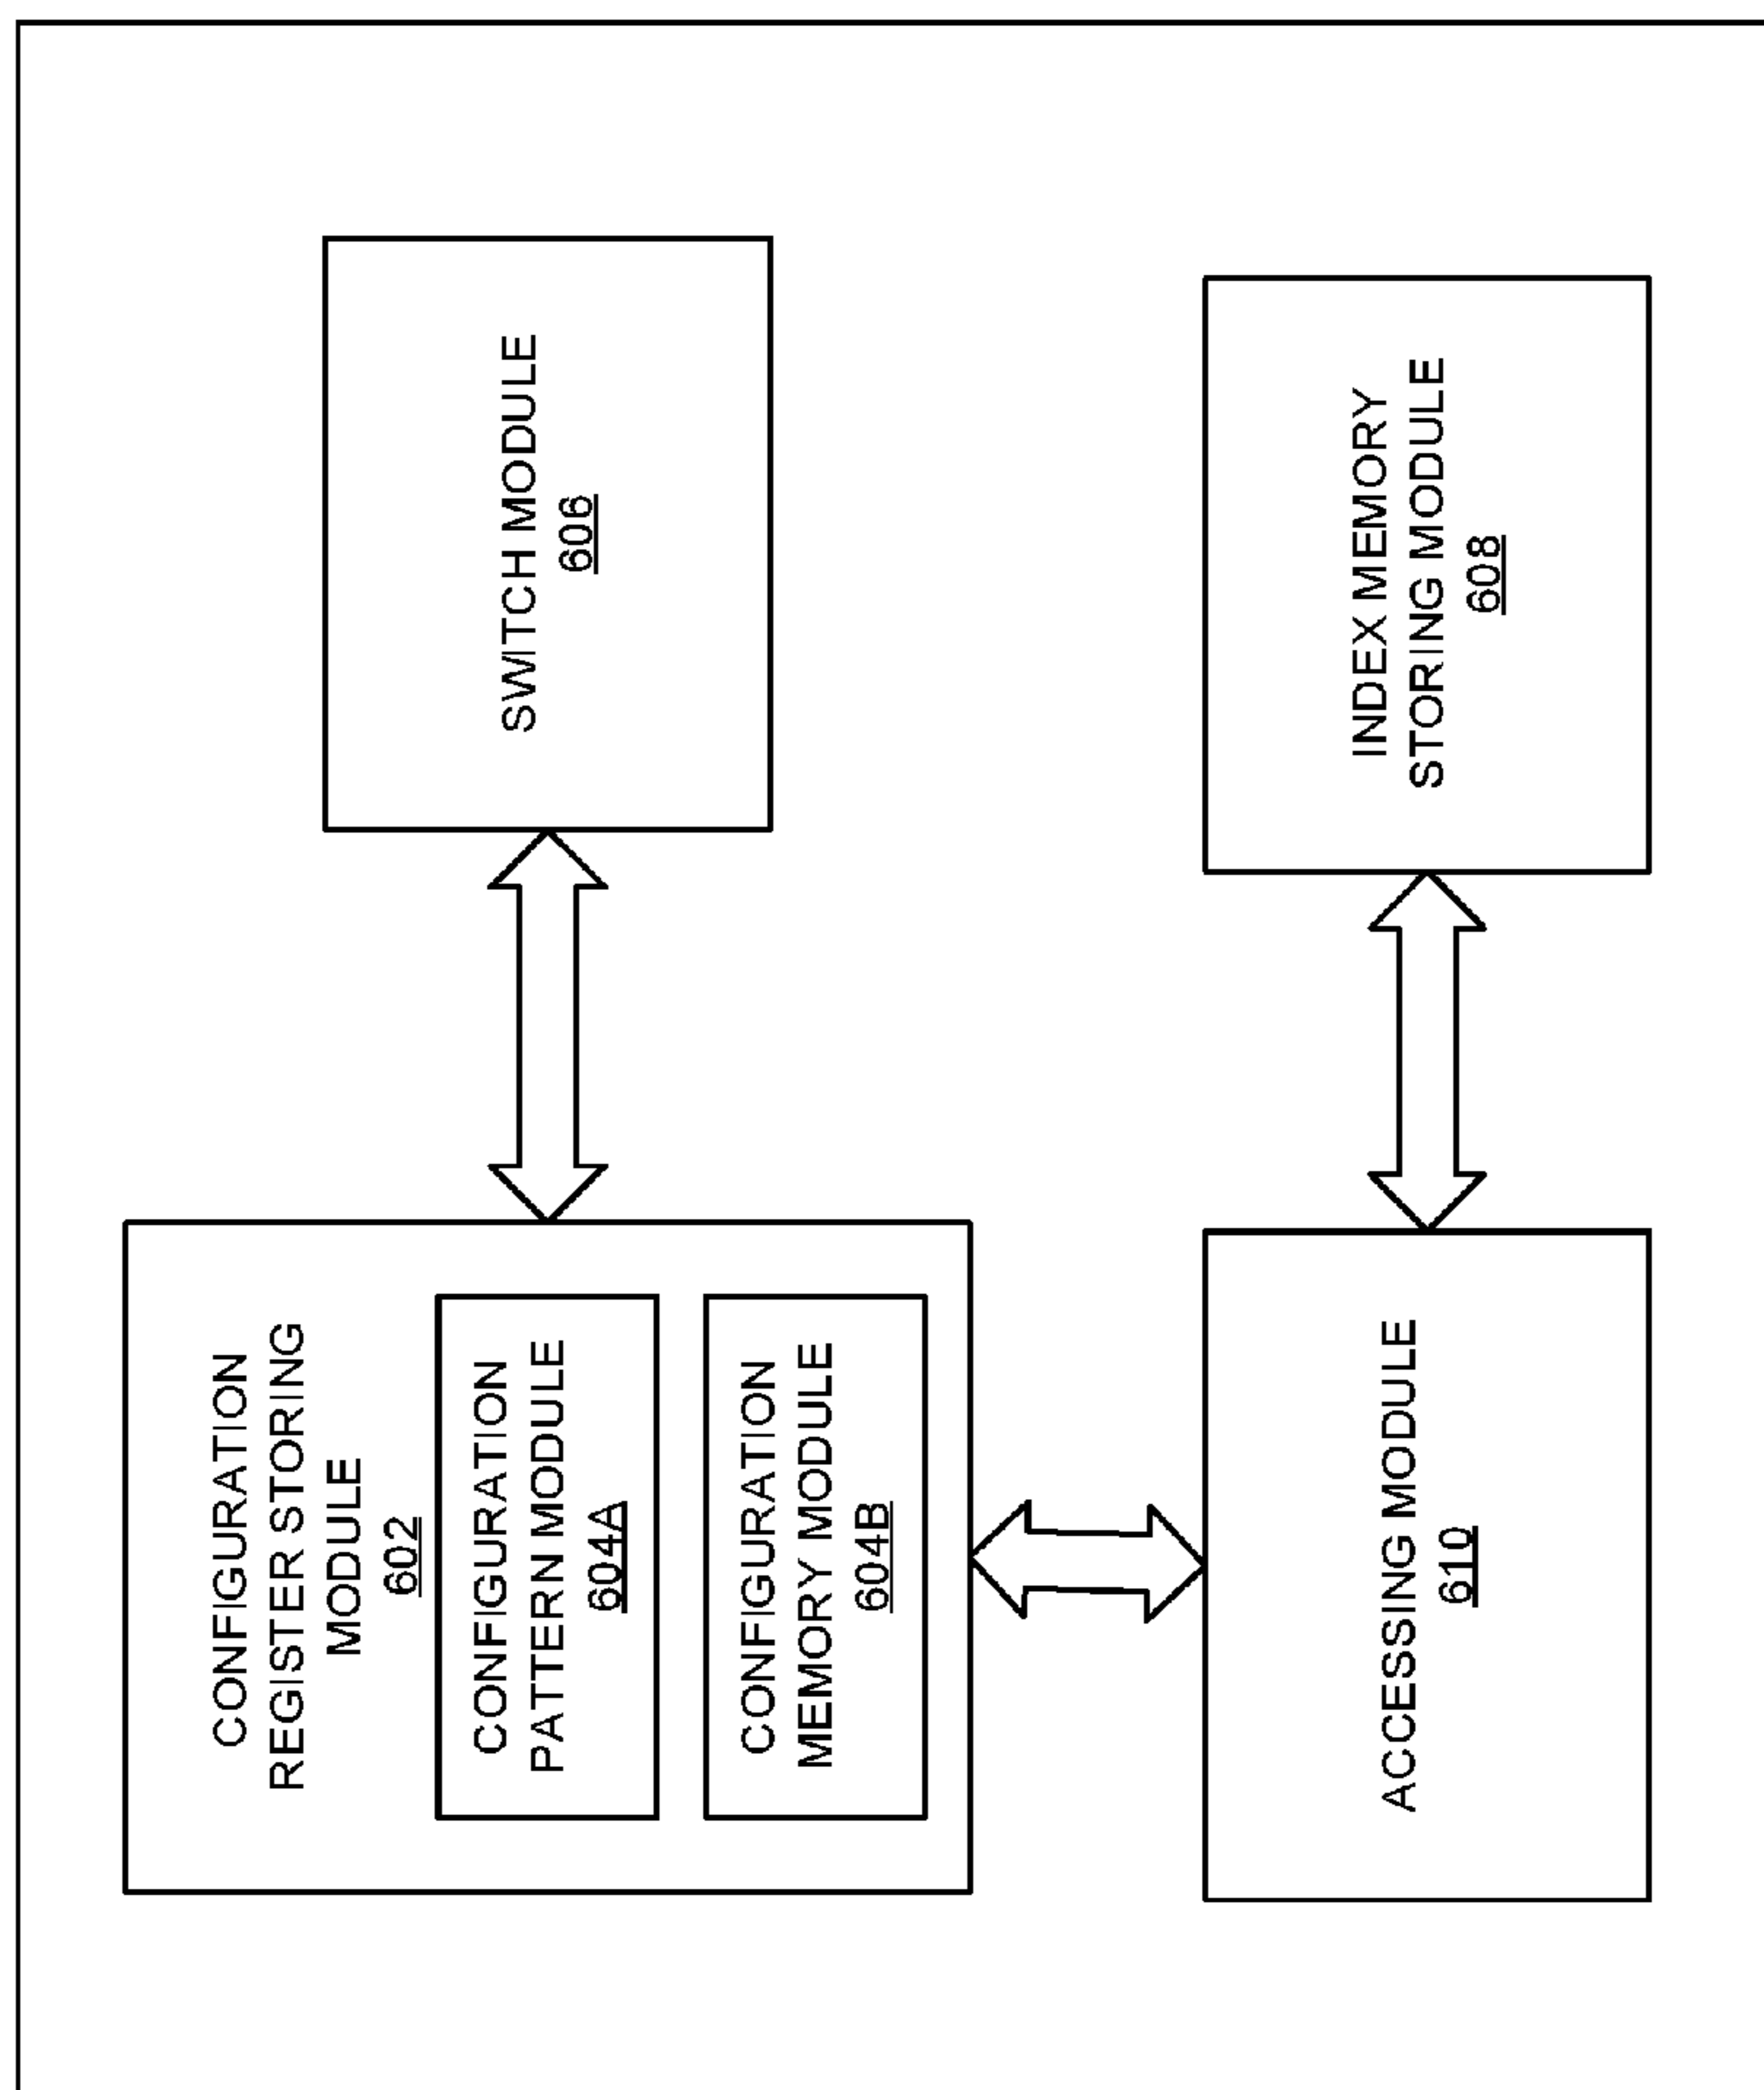 CONFIGURATION
REGISTER STORING
MODULE
602
CONFIGURATION
PATTERN MODULE
604A
CONFIGURATION
MEMORY MODULE
604B
SWITCH MODULE
606
ACCESSING MODULE
610
INDEX MEMORY
STORING MODULE
608